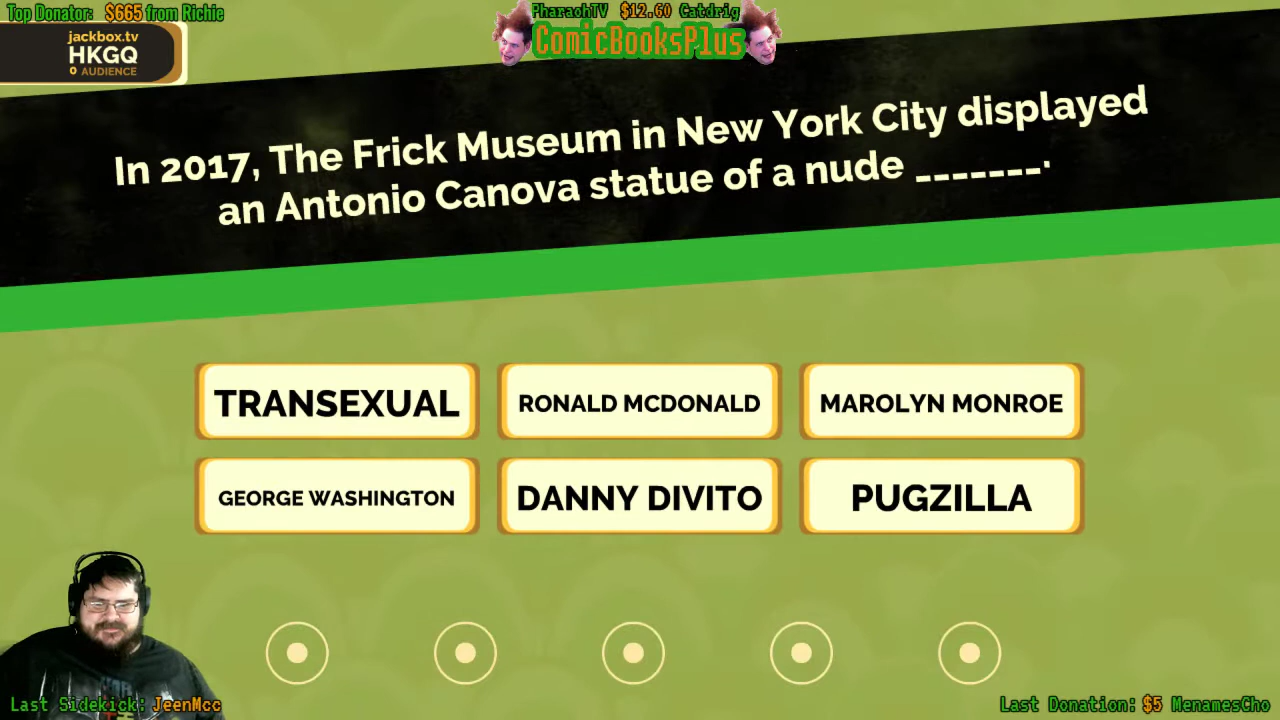 Top Donator: $665 from Richie
PharaohTV $12.60 Catdrig
ComicBooksPlus
jackbox.tv
HKGQ
0 AUDIENCE
In 2017, The Frick Museum in New York City displayed
an Antonio Canova statue of a nude _______.
TRANSEXUAL
RONALD MCDONALD
MAROLYN MONROE
GEORGE WASHINGTON
DANNY DIVITO
PUGZILLA
Last Sidekick: JeenMcc
Last Donation: $5 MenamesCho